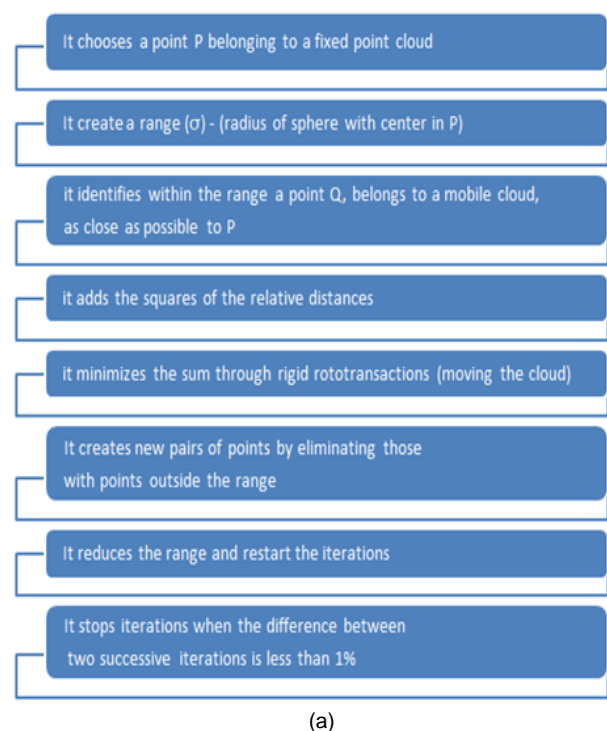 It chooses a point P belonging to a fixed point cloud
It create a range (σ) - (radius of sphere with center in P)
it identifies within the range a point Q, belongs to a mobile cloud,
as close as possible to P
it adds the squares of the relative distances
it minimizes the sum through rigid rototransactions (moving the cloud)
It creates new pairs of points by eliminating those
with points outside the range
It reduces the range and restart the iterations
It stops iterations when the difference between
two successive iterations is less than 1%
(a)